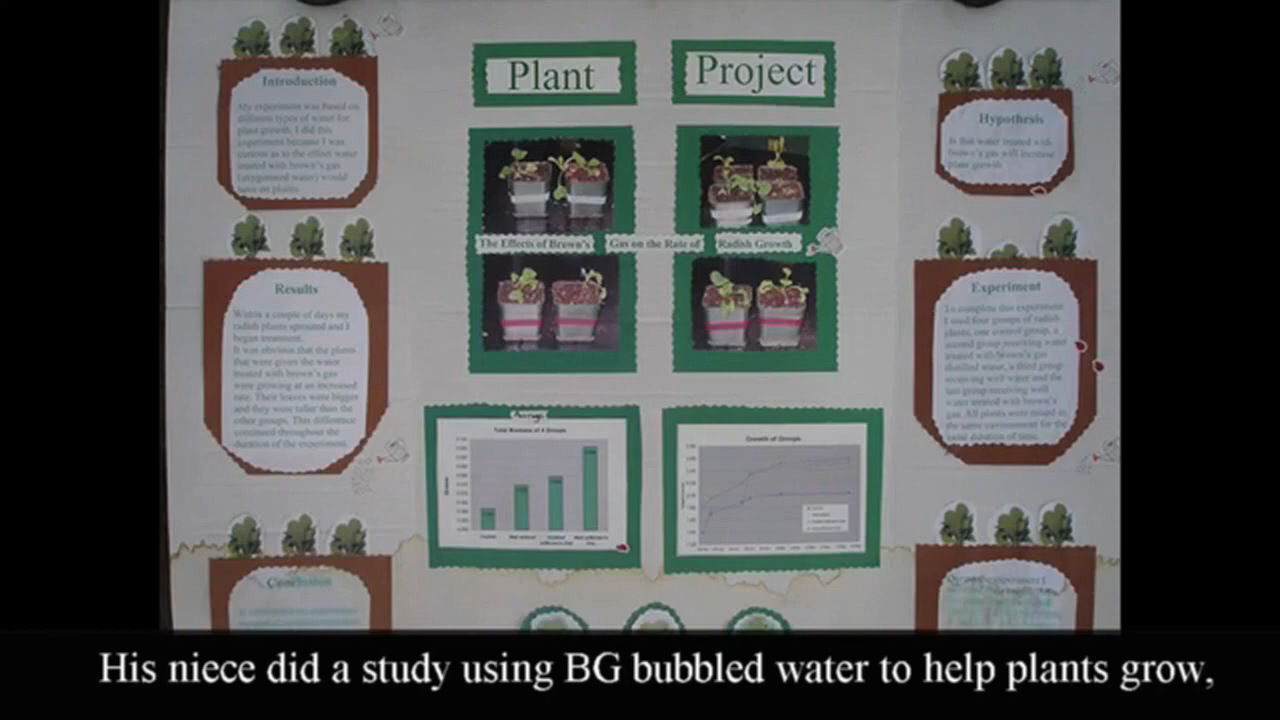 Plant Project
Introduction
My experiment was based on
different types of water for
plant growth. I did this
experiment because I was
curious as to the effect water
treated with brown's gas
(oxygenated water) would
have on plants.
Hypothesis
Is that water treated with
brown's gas will increase
plant growth
The Effects of Brown's Gas on the Rate of Radish Growth
Results
Within a couple of days my
radish plants sprouted and I
began treatment.
It was obvious that the plants
that were given the water
treated with brown's gas
were growing at an increased
rate. Their leaves were bigger
and they were taller than the
other groups. This difference
continued throughout the
duration of the experiment.
Experiment
To complete this experiment
I used four groups of radish
plants, one control group, a
second group receiving water
treated with brown's gas
distilled water, a third group
receiving well water and the
last group receiving well
water treated with brown's
gas. All plants were raised in
the same environment for the
same duration of time.
Average
Total Biomass of 4 Groups
Growth of Groups
Conclusion
experiment I
His niece did a study using BG bubbled water to help plants grow,